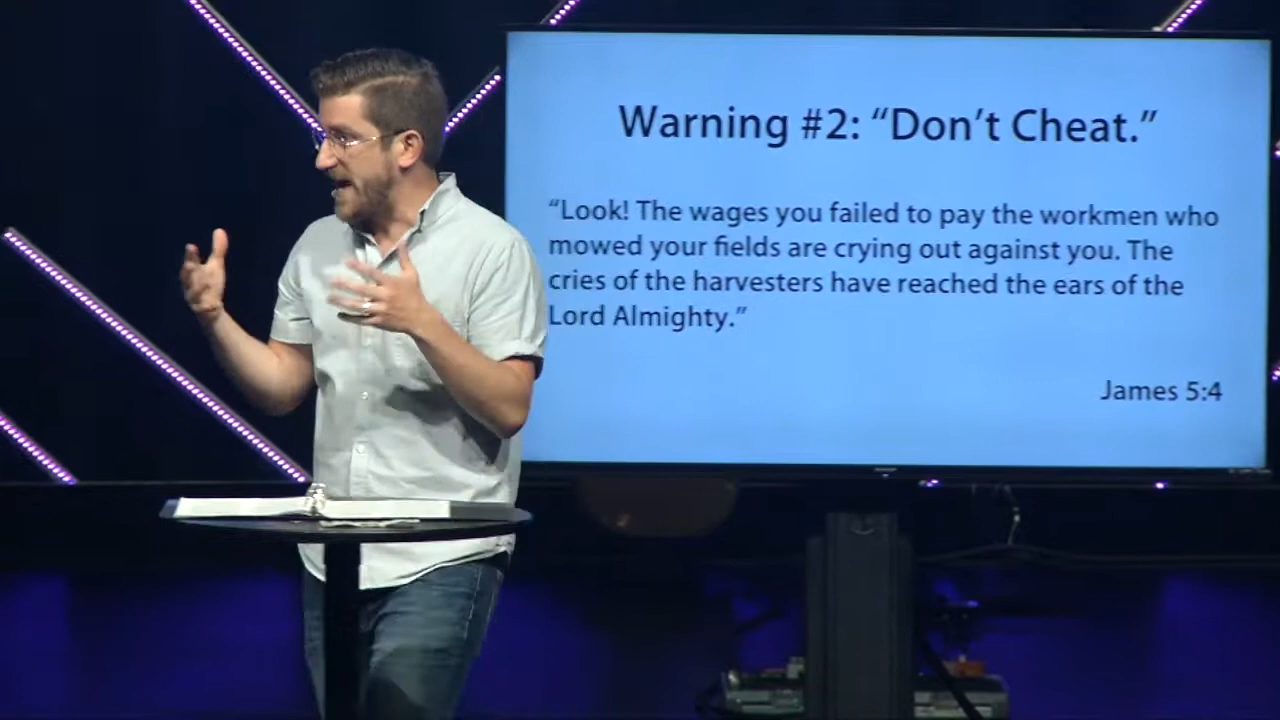 Warning #2: “Don’t Cheat.”
“Look! The wages you failed to pay the workmen who
mowed your fields are crying out against you. The
cries of the harvesters have reached the ears of the
Lord Almighty.”
James 5:4